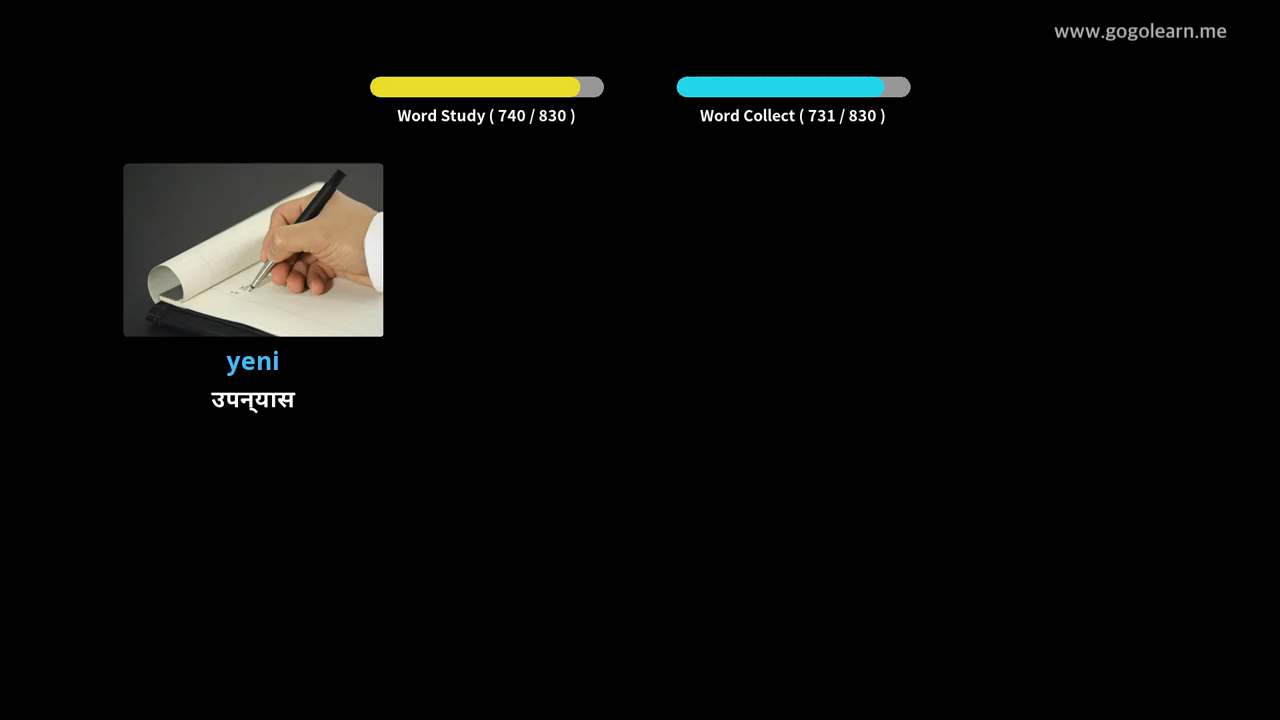 www.gogolearn.me
Word Study ( 740 / 830 )
Word Collect ( 731 / 830 )
yeni
उपन्यास